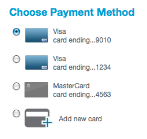 Choose Payment Method
Visa
card ending...9010
Visa
card ending...1234
MasterCard
card ending...4563
Add new card